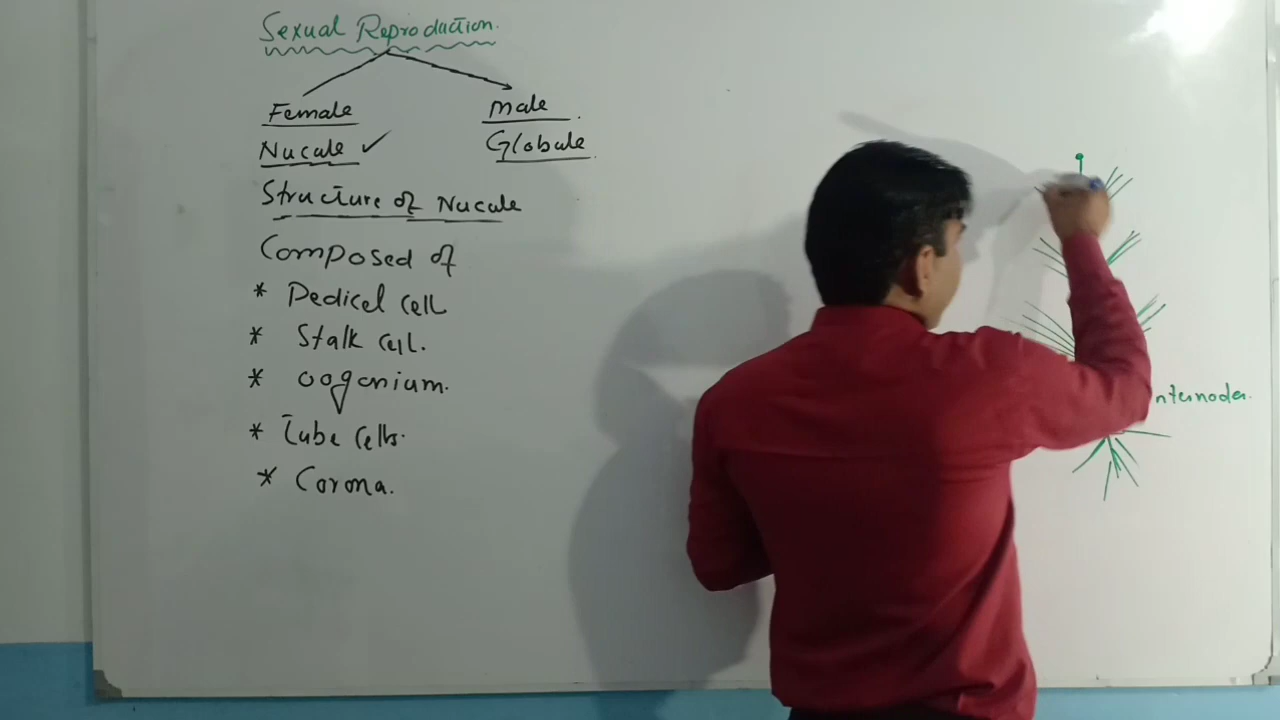 Sexual Reproduction.
Female
male.
Nucule ✓
Globule.
Structure of Nucule
Composed of
* Pedicel cell
* Stalk cell.
* oogonium.
* Tube cells.
* Corona.